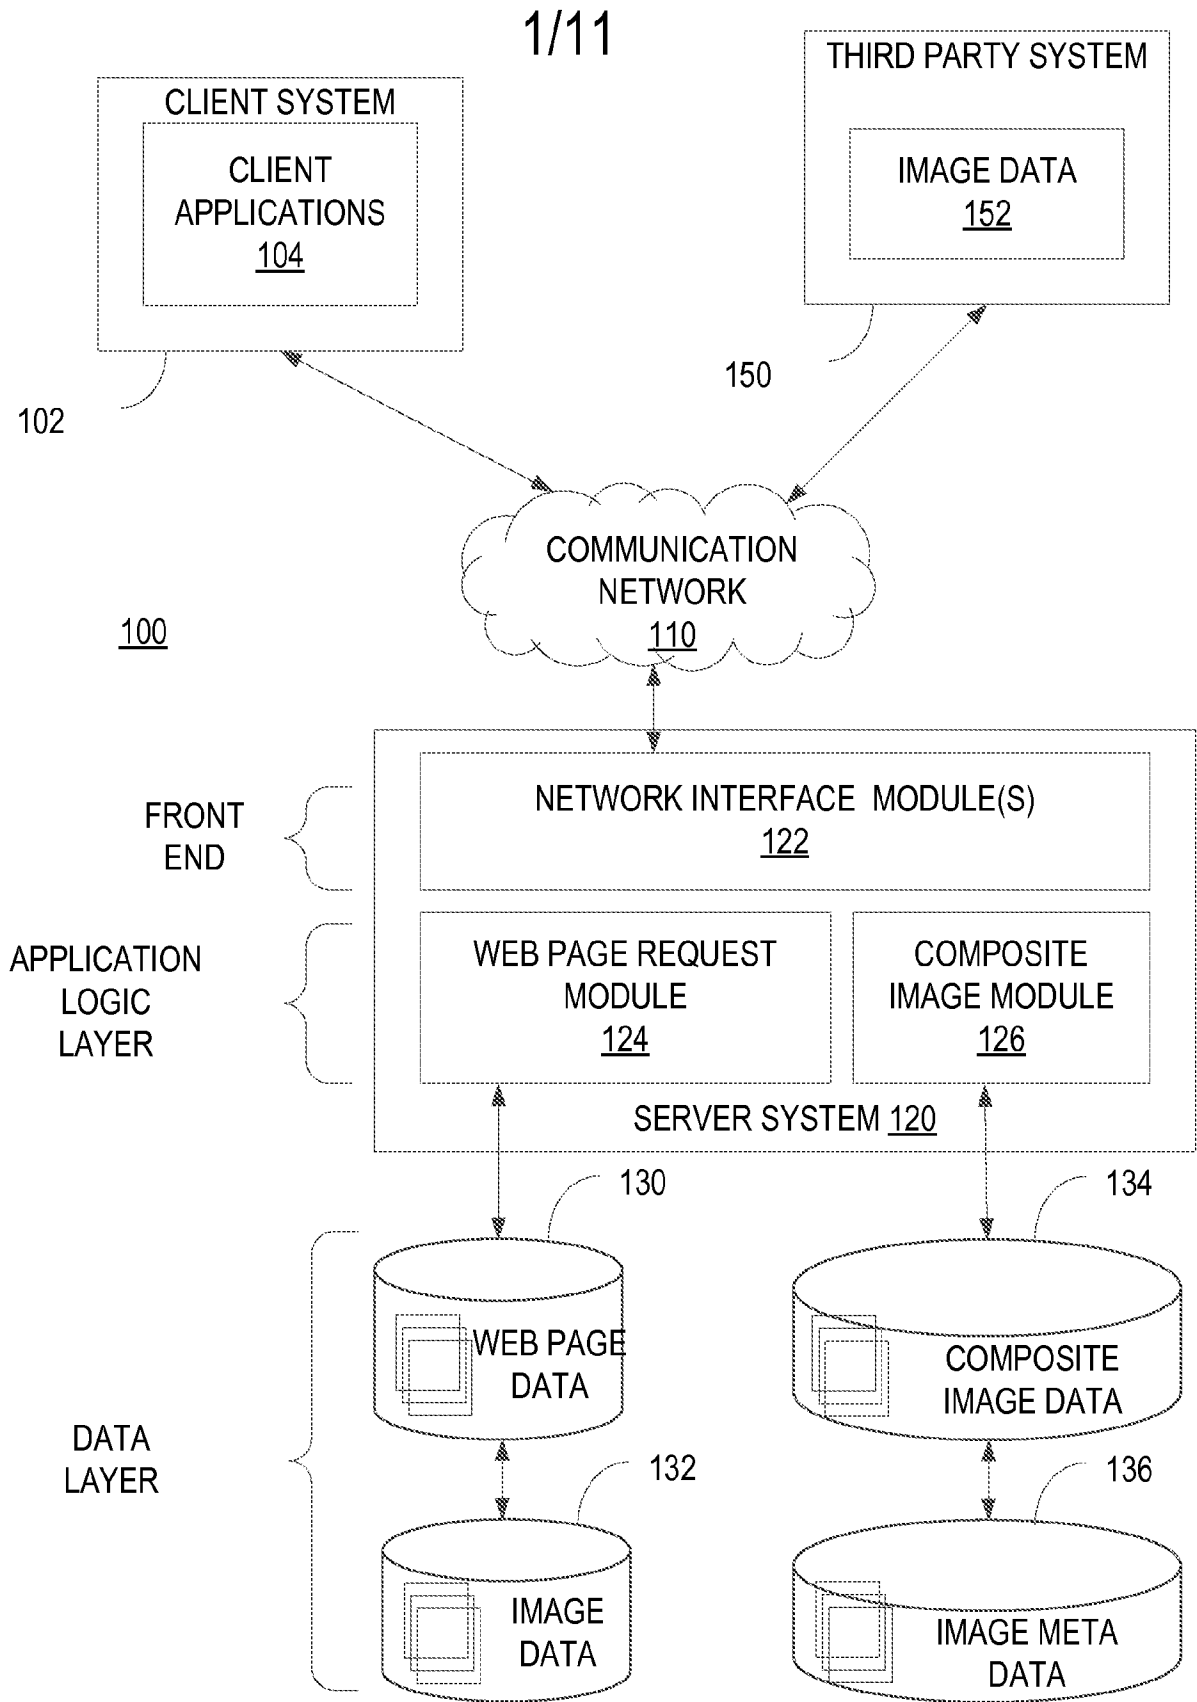 1/11
CLIENT SYSTEM
CLIENT
APPLICATIONS
104
102
THIRD PARTY SYSTEM
IMAGE DATA
152
150
COMMUNICATION
NETWORK
110
100
FRONT
END
NETWORK INTERFACE MODULE(S)
122
APPLICATION
LOGIC
LAYER
WEB PAGE REQUEST
MODULE
124
COMPOSITE
IMAGE MODULE
126
SERVER SYSTEM 120
130
134
DATA
LAYER
WEB PAGE
DATA
COMPOSITE
IMAGE DATA
132
136
IMAGE
DATA
IMAGE META
DATA